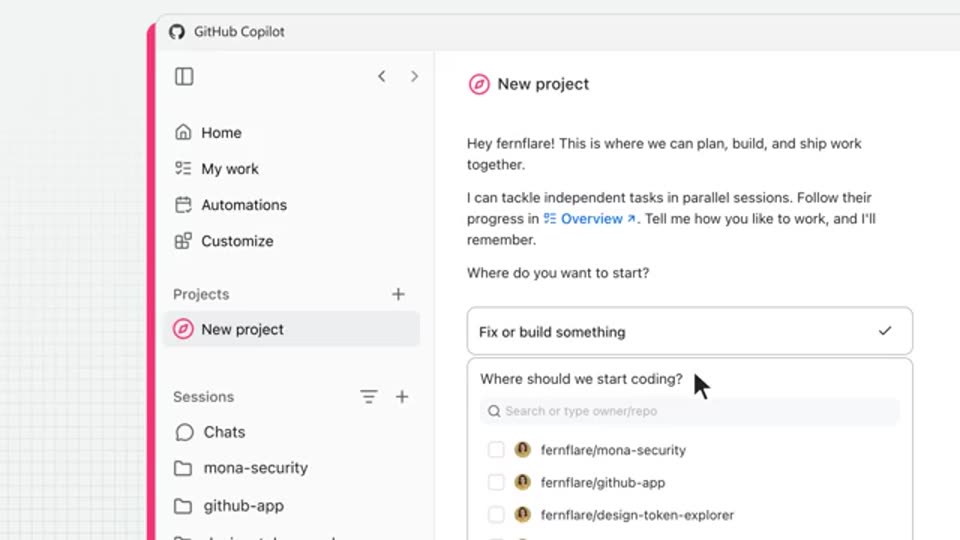 GitHub Copilot
Home
My work
Automations
Customize
Projects
New project
Sessions
Chats
mona-security
github-app
New project
Hey fernflare! This is where we can plan, build, and ship work
together.
I can tackle independent tasks in parallel sessions. Follow their
progress in Overview ↗. Tell me how you like to work, and I'll
remember.
Where do you want to start?
Fix or build something
Where should we start coding?
Search or type owner/repo
fernflare/mona-security
fernflare/github-app
fernflare/design-token-explorer